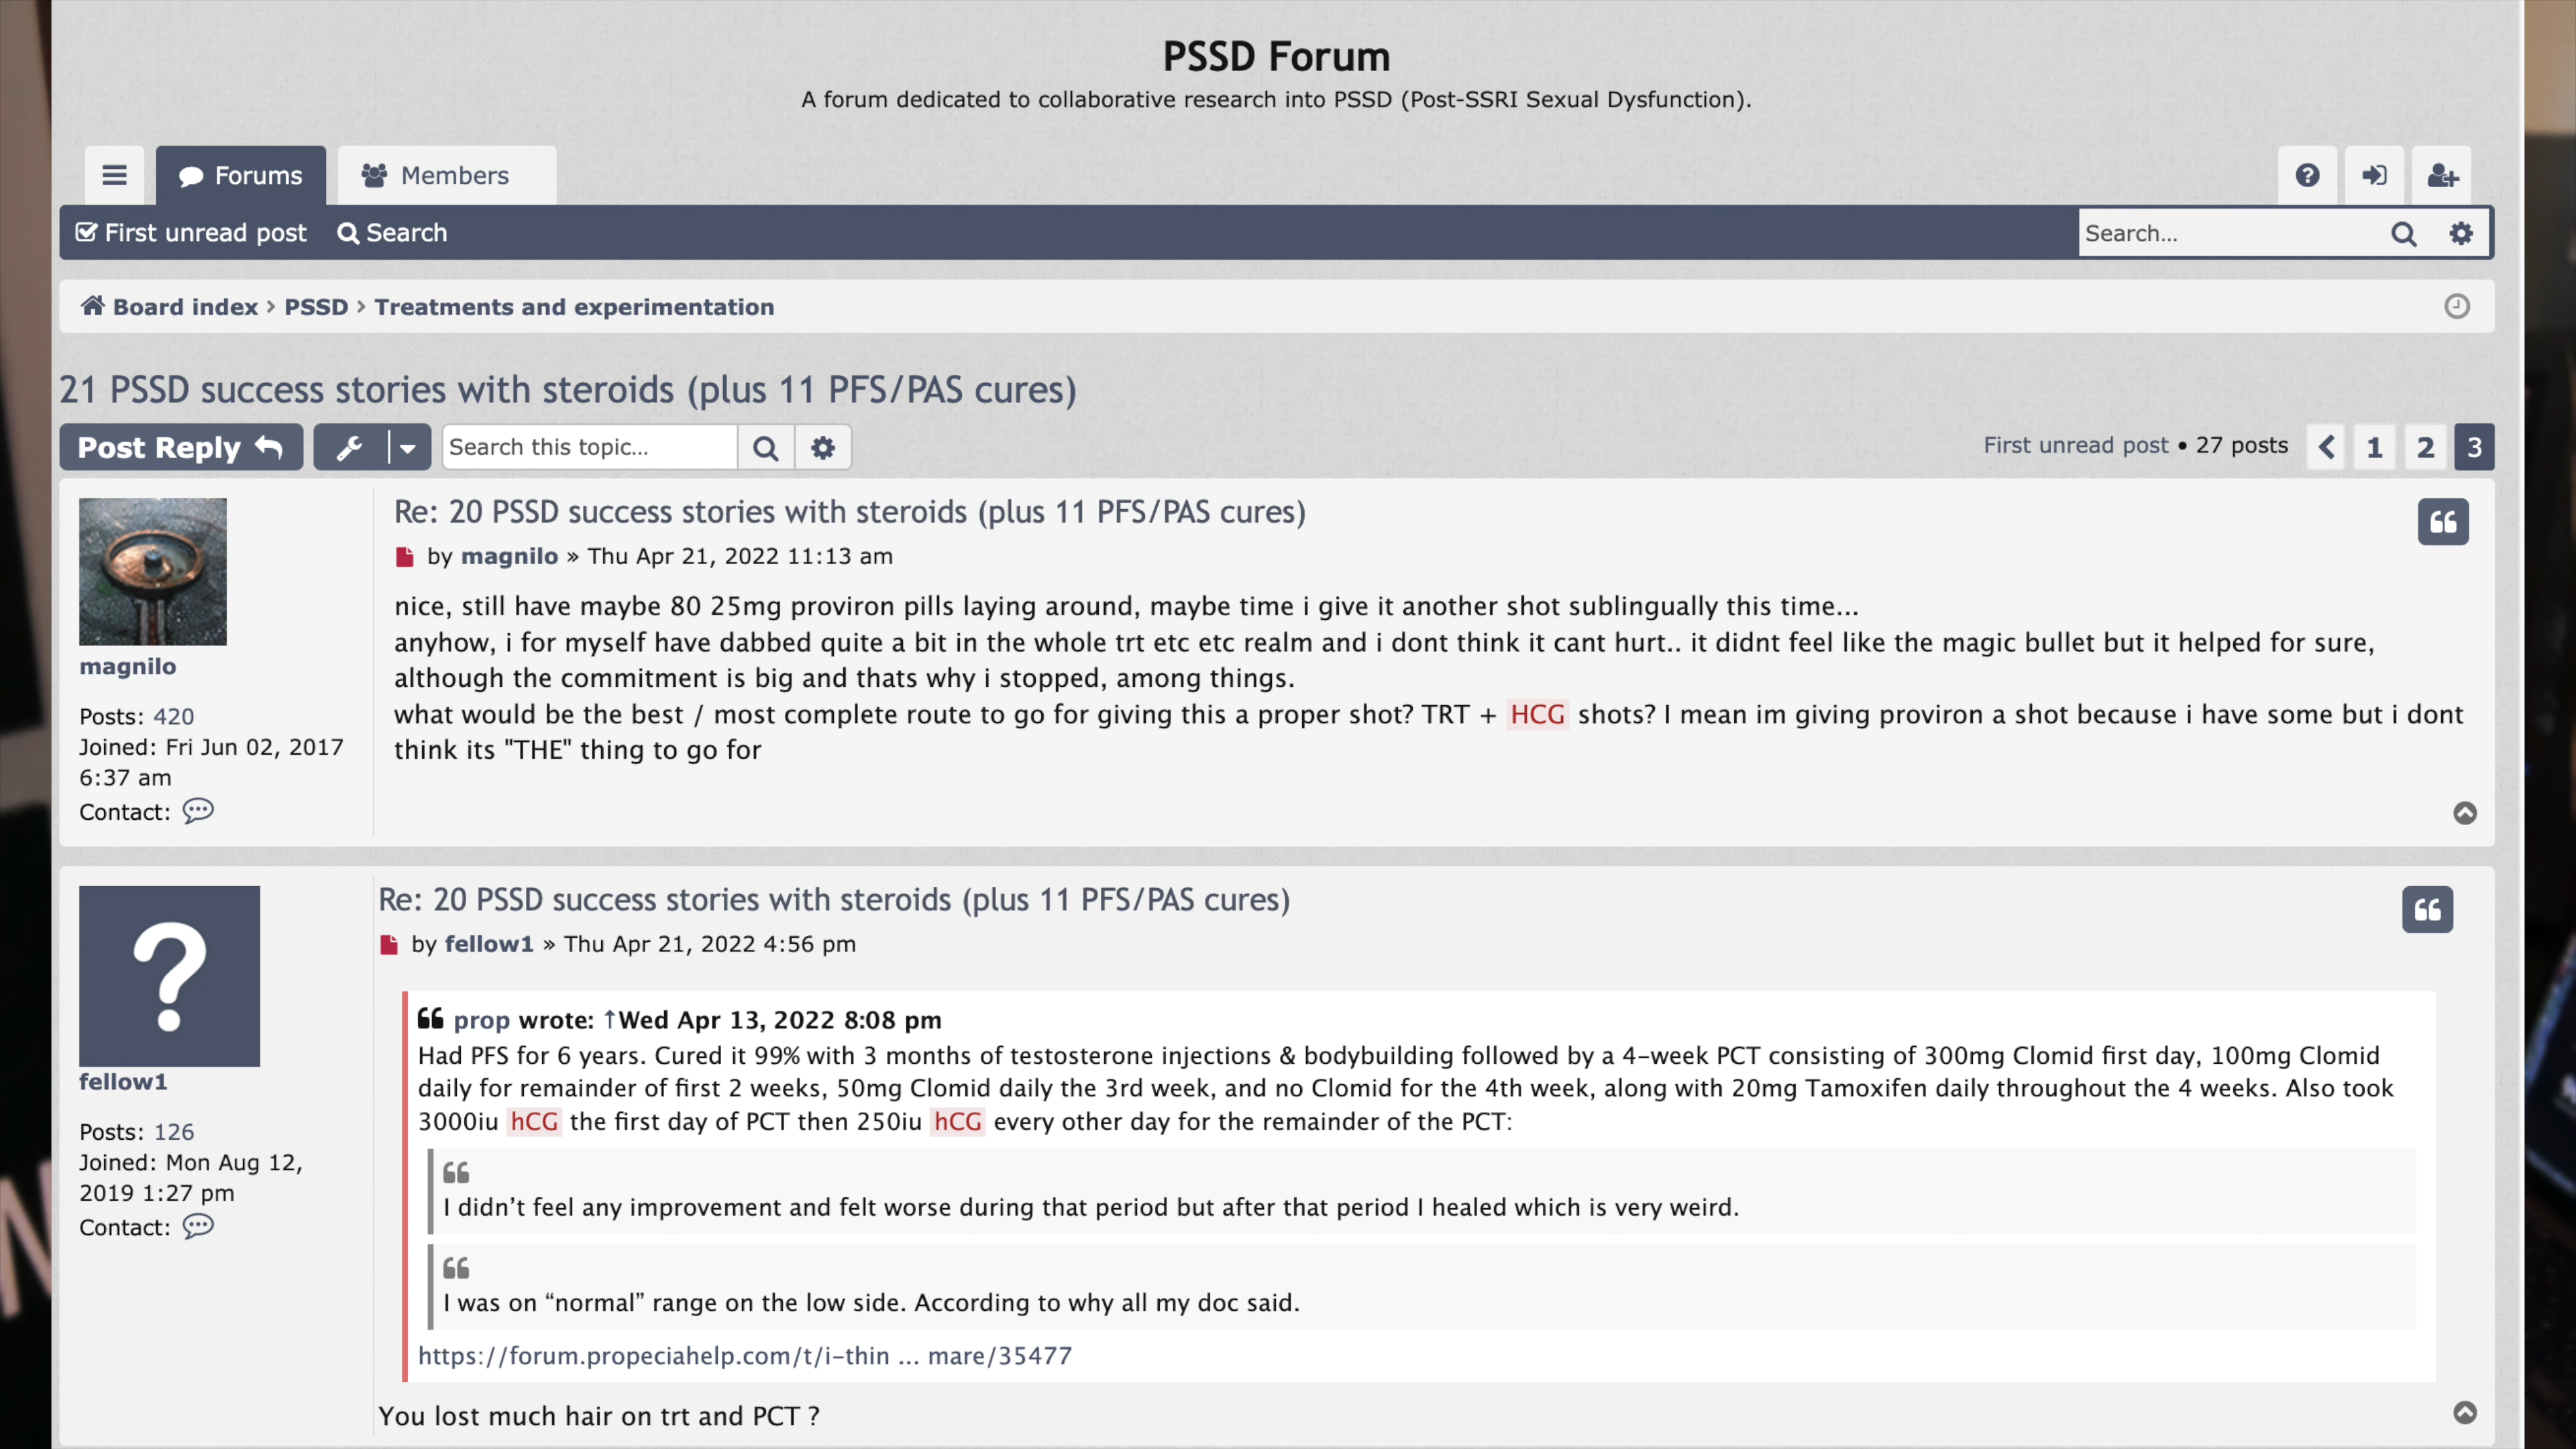 PSSD Forum
A forum dedicated to collaborative research into PSSD (Post-SSRI Sexual Dysfunction).
Forums
Members
First unread post
Search
Search...
Board index › PSSD › Treatments and experimentation
21 PSSD success stories with steroids (plus 11 PFS/PAS cures)
Post Reply
Search this topic...
First unread post • 27 posts
1 2 3
Re: 20 PSSD success stories with steroids (plus 11 PFS/PAS cures)
by magnilo » Thu Apr 21, 2022 11:13 am
nice, still have maybe 80 25mg proviron pills laying around, maybe time i give it another shot sublingually this time...
anyhow, i for myself have dabbed quite a bit in the whole trt etc etc realm and i dont think it cant hurt.. it didnt feel like the magic bullet but it helped for sure,
although the commitment is big and thats why i stopped, among things.
what would be the best / most complete route to go for giving this a proper shot? TRT + HCG shots? I mean im giving proviron a shot because i have some but i dont
think its "THE" thing to go for
magnilo
Posts: 420
Joined: Fri Jun 02, 2017
6:37 am
Contact:
Re: 20 PSSD success stories with steroids (plus 11 PFS/PAS cures)
by fellow1 » Thu Apr 21, 2022 4:56 pm
fellow1
Posts: 126
Joined: Mon Aug 12,
2019 1:27 pm
Contact:
prop wrote: ↑Wed Apr 13, 2022 8:08 pm
Had PFS for 6 years. Cured it 99% with 3 months of testosterone injections & bodybuilding followed by a 4-week PCT consisting of 300mg Clomid first day, 100mg Clomid
daily for remainder of first 2 weeks, 50mg Clomid daily the 3rd week, and no Clomid for the 4th week, along with 20mg Tamoxifen daily throughout the 4 weeks. Also took
3000iu hCG the first day of PCT then 250iu hCG every other day for the remainder of the PCT:
I didn’t feel any improvement and felt worse during that period but after that period I healed which is very weird.
I was on “normal” range on the low side. According to why all my doc said.
https://forum.propeciahelp.com/t/i-thin ... mare/35477
You lost much hair on trt and PCT ?